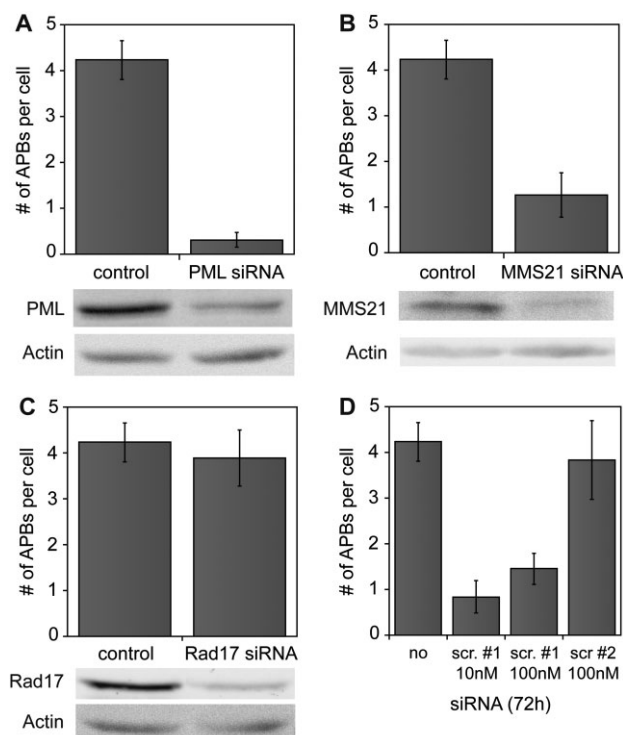 A
# of APBs per cell
5
4
3
2
1
0
control PML siRNA
PML
Actin
B
# of APBs per cell
5
4
3
2
1
0
control MMS21 siRNA
MMS21
Actin
C
# of APBs per cell
5
4
3
2
1
0
control Rad17 siRNA
Rad17
Actin
D
# of APBs per cell
5
4
3
2
1
0
no scr. #1 scr. #1 scr #2
10nM 100nM 100nM
siRNA (72h)